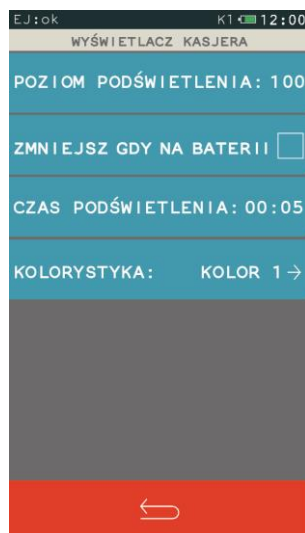 EJ:ok K1 12:00
WYŚWIETLACZ KASJERA
POZIOM PODŚWIETLENIA: 100
ZMNIEJSZ GDY NA BATERII
CZAS PODŚWIETLENIA: 00:05
KOLORYSTYKA: KOLOR 1 →